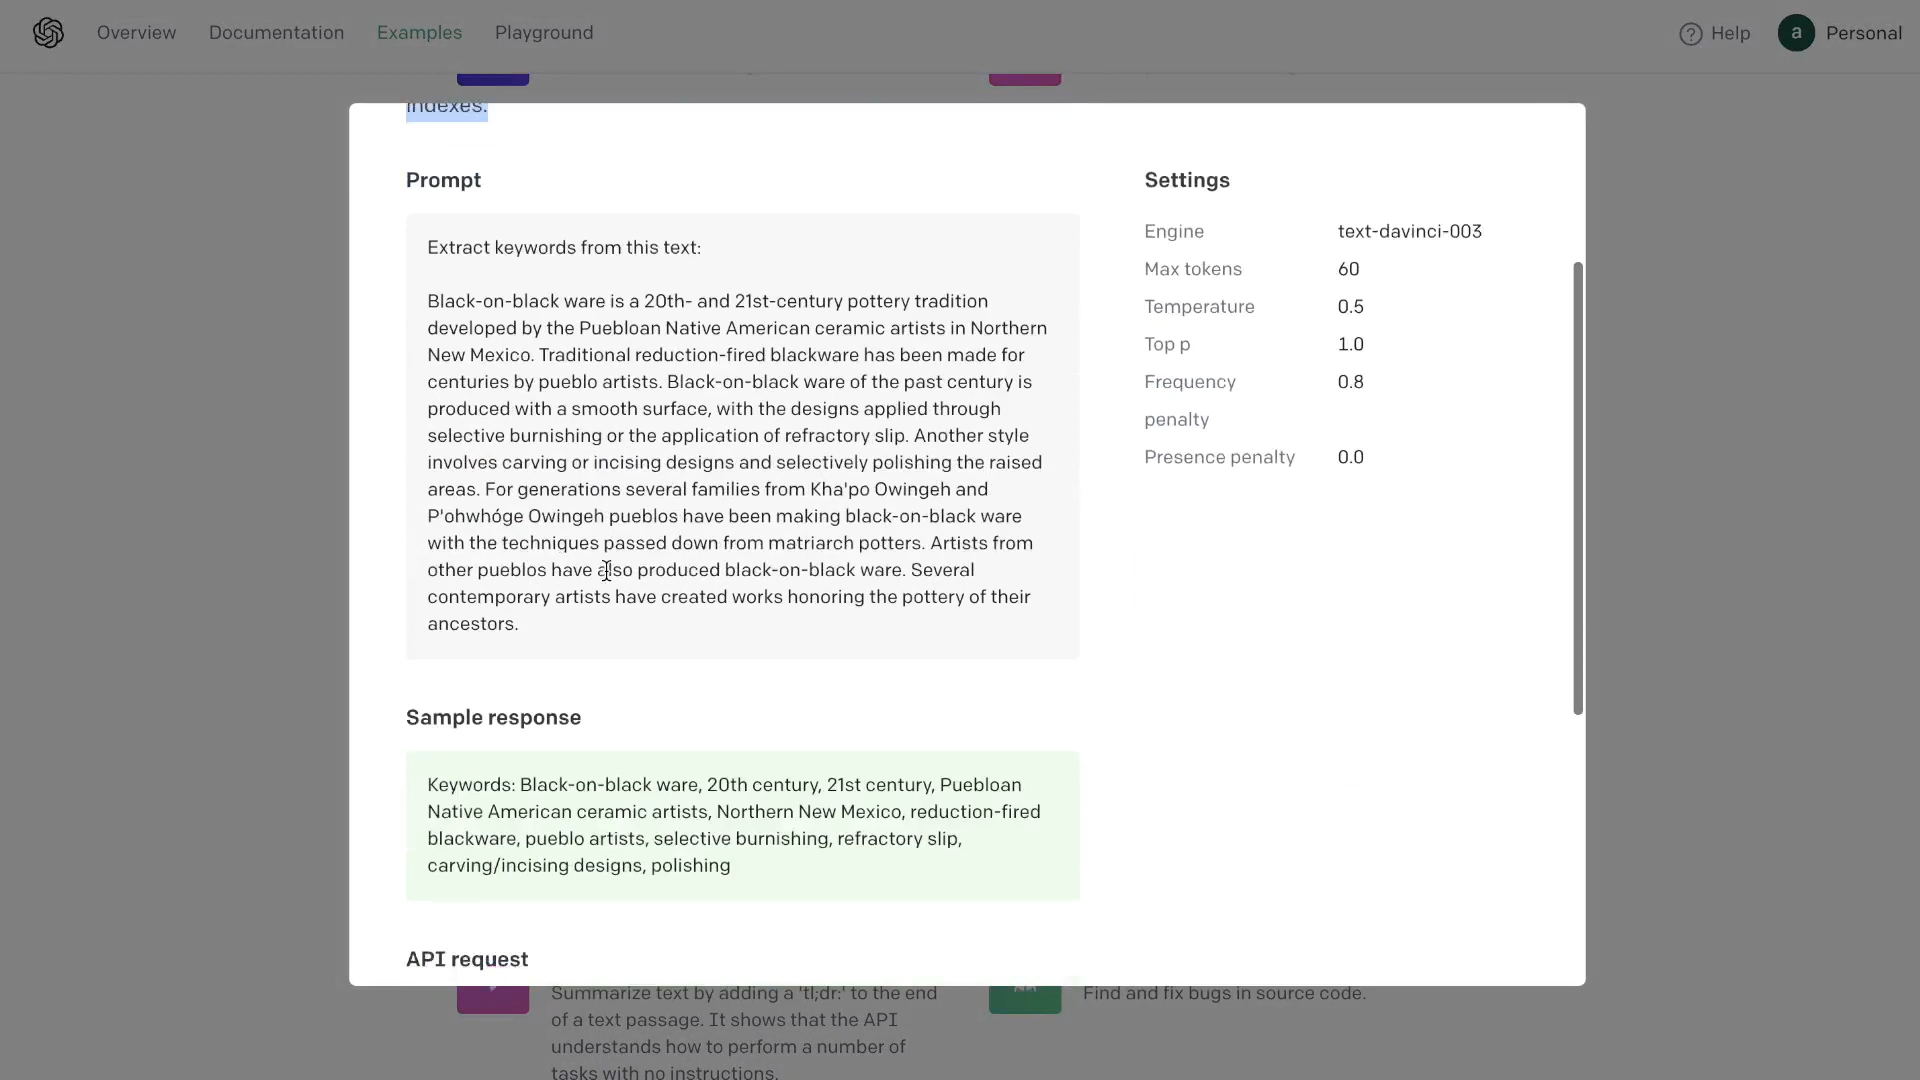 Overview
Documentation
Examples
Playground
Help
a
Personal
indexes.
Prompt
Extract keywords from this text:
Black-on-black ware is a 20th- and 21st-century pottery tradition
developed by the Puebloan Native American ceramic artists in Northern
New Mexico. Traditional reduction-fired blackware has been made for
centuries by pueblo artists. Black-on-black ware of the past century is
produced with a smooth surface, with the designs applied through
selective burnishing or the application of refractory slip. Another style
involves carving or incising designs and selectively polishing the raised
areas. For generations several families from Kha'po Owingeh and
P'ohwhóge Owingeh pueblos have been making black-on-black ware
with the techniques passed down from matriarch potters. Artists from
other pueblos have also produced black-on-black ware. Several
contemporary artists have created works honoring the pottery of their
ancestors.
Settings
Engine text-davinci-003
Max tokens 60
Temperature 0.5
Top p 1.0
Frequency 0.8
penalty
Presence penalty 0.0
Sample response
Keywords: Black-on-black ware, 20th century, 21st century, Puebloan
Native American ceramic artists, Northern New Mexico, reduction-fired
blackware, pueblo artists, selective burnishing, refractory slip,
carving/incising designs, polishing
API request
Summarize text by adding a 'tl;dr:' to the end
of a text passage. It shows that the API
understands how to perform a number of
tasks with no instructions.
Find and fix bugs in source code.